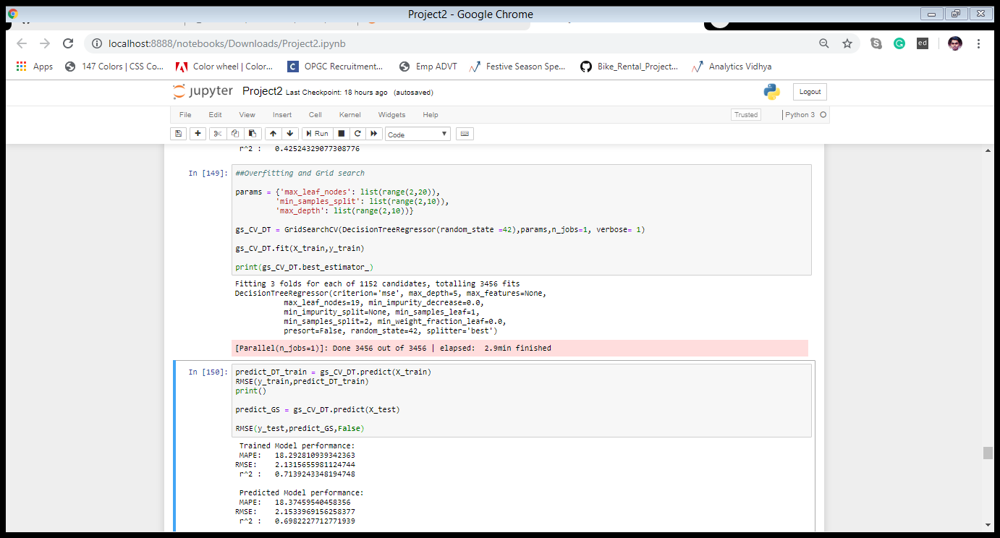 Project2 - Google Chrome
localhost:8888/notebooks/Downloads/Project2.ipynb
ed
Apps 147 Colors | CSS Co... Color wheel | Color... C OPGC Recruitment... Emp ADVT Festive Season Spe... Bike_Rental_Project... Analytics Vidhya
jupyter Project2 Last Checkpoint: 18 hours ago (autosaved) Logout
File Edit View Insert Cell Kernel Widgets Help Trusted Python 3
Run Code
r^2 : 0.42524329077308776
In [149]: ##Overfitting and Grid search
params = {'max_leaf_nodes': list(range(2,20)),
'min_samples_split': list(range(2,10)),
'max_depth': list(range(2,10))}
gs_CV_DT = GridSearchCV(DecisionTreeRegressor(random_state =42),params,n_jobs=1, verbose= 1)
gs_CV_DT.fit(X_train,y_train)
print(gs_CV_DT.best_estimator_)
Fitting 3 folds for each of 1152 candidates, totalling 3456 fits
DecisionTreeRegressor(criterion='mse', max_depth=5, max_features=None,
max_leaf_nodes=19, min_impurity_decrease=0.0,
min_impurity_split=None, min_samples_leaf=1,
min_samples_split=2, min_weight_fraction_leaf=0.0,
presort=False, random_state=42, splitter='best')
[Parallel(n_jobs=1)]: Done 3456 out of 3456 | elapsed: 2.9min finished
In [150]: predict_DT_train = gs_CV_DT.predict(X_train)
RMSE(y_train,predict_DT_train)
print()
predict_GS = gs_CV_DT.predict(X_test)
RMSE(y_test,predict_GS,False)
Trained Model performance:
MAPE: 18.292810939342363
RMSE: 2.1315655981124744
r^2 : 0.7139243348194748
Predicted Model performance:
MAPE: 18.37459540458356
RMSE: 2.1533969156258377
r^2 : 0.6982227712771939